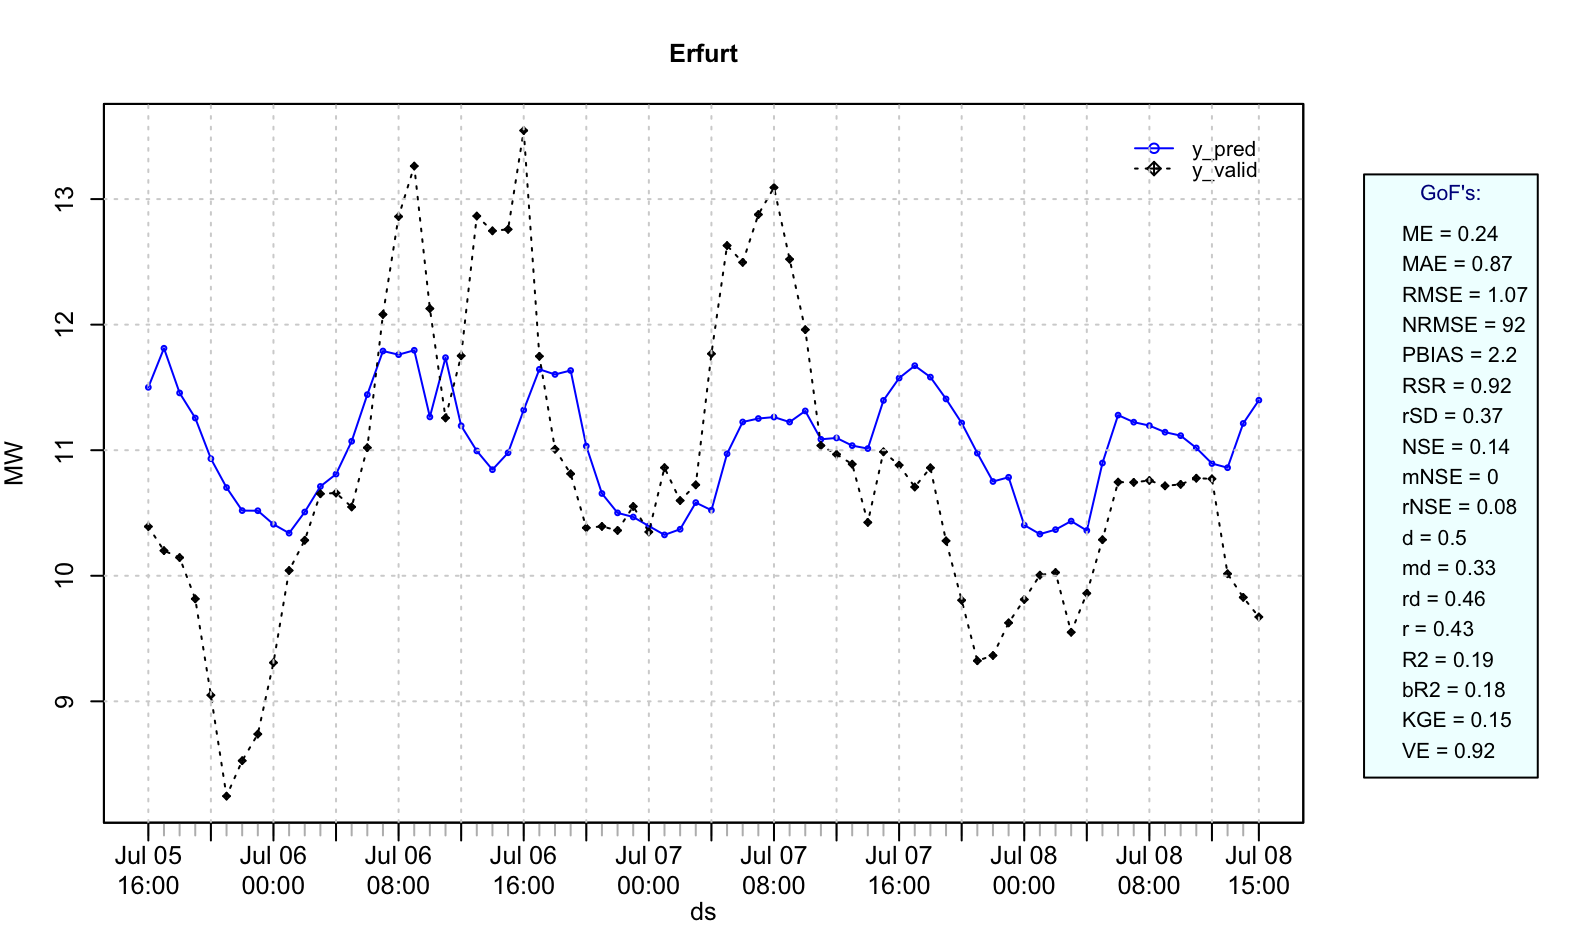 Erfurt
y_pred
y_valid
MW
13
12
11
10
9
Jul 05 Jul 06 Jul 06 Jul 06 Jul 07 Jul 07 Jul 07 Jul 08 Jul 08 Jul 08
16:00 00:00 08:00 16:00 00:00 08:00 16:00 00:00 08:00 15:00
ds
GoF's:
ME = 0.24
MAE = 0.87
RMSE = 1.07
NRMSE = 92
PBIAS = 2.2
RSR = 0.92
rSD = 0.37
NSE = 0.14
mNSE = 0
rNSE = 0.08
d = 0.5
md = 0.33
rd = 0.46
r = 0.43
R2 = 0.19
bR2 = 0.18
KGE = 0.15
VE = 0.92